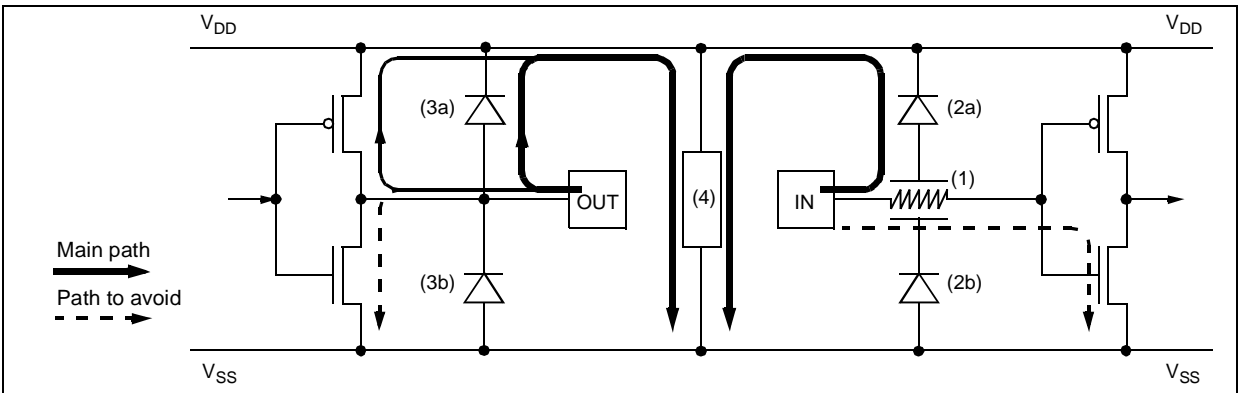 VDD VDD
(3a) (2a)
(1)
OUT (4) IN
Main path
(3b) (2b)
Path to avoid
VSS VSS